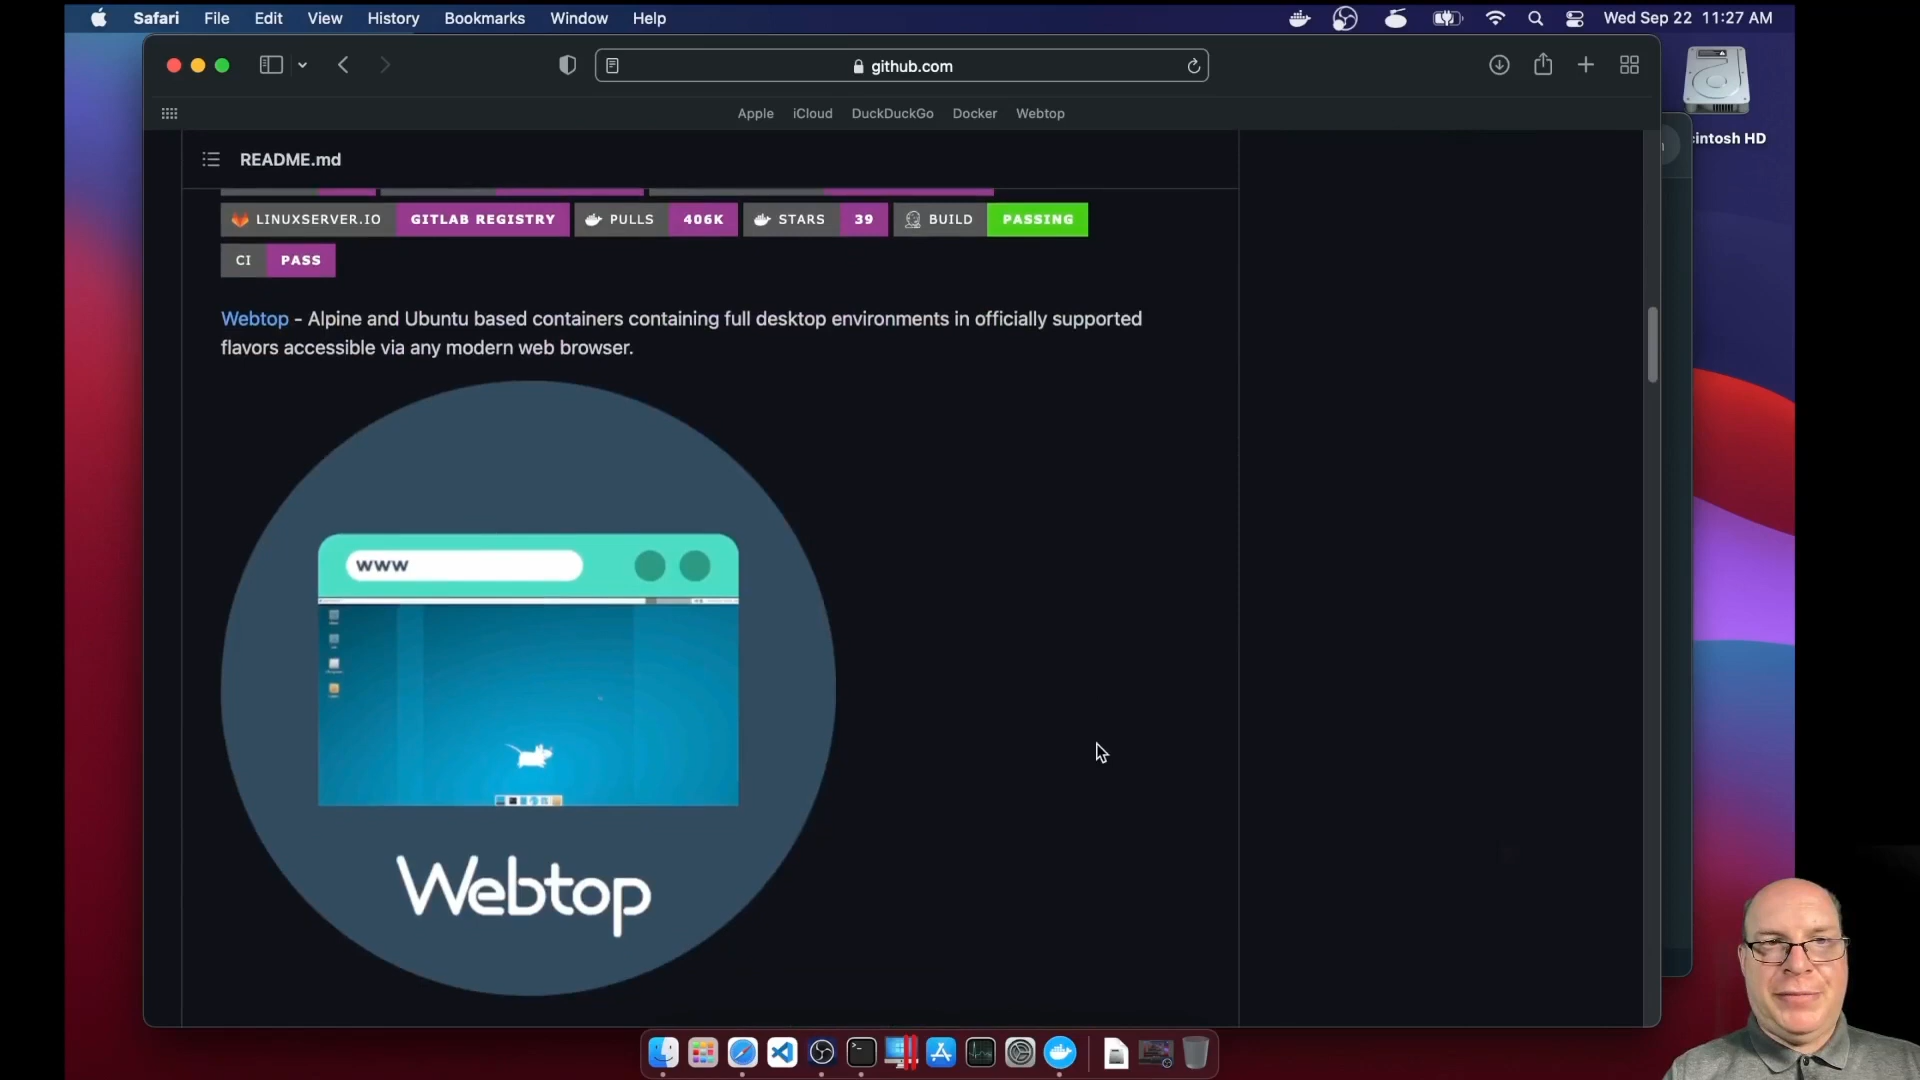 Safari File Edit View History Bookmarks Window Help Wed Sep 22 11:27 AM
github.com
Apple iCloud DuckDuckGo Docker Webtop
intosh HD
README.md
LINUXSERVER.IO GITLAB REGISTRY PULLS 406K STARS 39 BUILD PASSING
CI PASS
Webtop - Alpine and Ubuntu based containers containing full desktop environments in officially supported
flavors accessible via any modern web browser.
www
Webtop